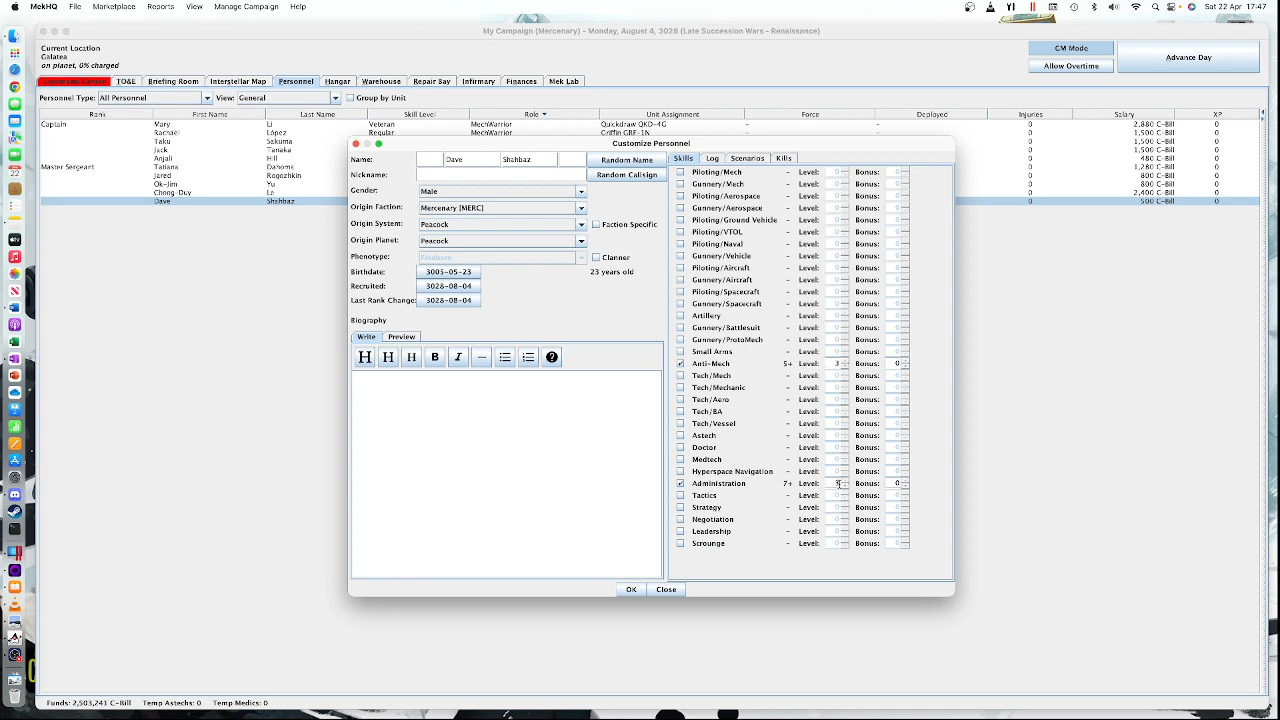 MekHQ File Marketplace Reports View Manage Campaign Help Sat 22 Apr 17:47
My Campaign (Mercenary) - Monday, August 4, 3028 (Late Succession Wars - Renaissance)
Current Location
Galatea
on planet, 0% charged
GM Mode
Allow Overtime
Advance Day
TO&E Briefing Room Interstellar Map Personnel Hangar Warehouse Repair Bay Infirmary Finances Mek Lab
Personnel Type: All Personnel View: General Group by Unit
Rank First Name Last Name Skill Level Role Unit Assignment Force Deployed Injuries Salary XP
Captain Mary Li Veteran MechWarrior Quickdraw QKD-4G - - 0 2,880 C-Bill 0
Rachael López Regular MechWarrior Griffin GRF-1N 0 1,500 C-Bill 0
Taku Sakuma 0 1,500 C-Bill 0
Jack Tanaka 0 1,500 C-Bill 0
Anjali Hill 0 480 C-Bill 0
Master Sergeant Tatiana Dahoma 0 1,280 C-Bill 0
Jared Rogozhkin 0 800 C-Bill 0
Ok-Jim Yu 0 800 C-Bill 0
Chong-Duy Le 0 2,400 C-Bill 0
Dave Shahbaz 0 500 C-Bill 0
Customize Personnel
Name: Dave Shahbaz Random Name
Nickname: Random Callsign
Gender: Male
Origin Faction: Mercenary [MERC]
Origin System: Peacock Faction Specific
Origin Planet: Peacock
Phenotype: Freeborn Clanner
Birthdate: 3005-05-23 23 years old
Recruited: 3028-08-04
Last Rank Change: 3028-08-04
Biography
Write Preview
H H H B I
Skills Log Scenarios Kills
Piloting/Mech - Level: 0 Bonus: 0
Gunnery/Mech - Level: 0 Bonus: 0
Piloting/Aerospace - Level: 0 Bonus: 0
Gunnery/Aerospace - Level: 0 Bonus: 0
Piloting/Ground Vehicle - Level: 0 Bonus: 0
Piloting/VTOL - Level: 0 Bonus: 0
Piloting/Naval - Level: 0 Bonus: 0
Gunnery/Vehicle - Level: 0 Bonus: 0
Piloting/Aircraft - Level: 0 Bonus: 0
Gunnery/Aircraft - Level: 0 Bonus: 0
Piloting/Spacecraft - Level: 0 Bonus: 0
Gunnery/Spacecraft - Level: 0 Bonus: 0
Artillery - Level: 0 Bonus: 0
Gunnery/Battlesuit - Level: 0 Bonus: 0
Gunnery/ProtoMech - Level: 0 Bonus: 0
Small Arms - Level: 0 Bonus: 0
Anti-Mech 5+ Level: 3 Bonus: 0
Tech/Mech - Level: 0 Bonus: 0
Tech/Mechanic - Level: 0 Bonus: 0
Tech/Aero - Level: 0 Bonus: 0
Tech/BA - Level: 0 Bonus: 0
Tech/Vessel - Level: 0 Bonus: 0
Astech - Level: 0 Bonus: 0
Doctor - Level: 0 Bonus: 0
Medtech - Level: 0 Bonus: 0
Hyperspace Navigation - Level: 0 Bonus: 0
Administration 7+ Level: Bonus: 0
Tactics - Level: 0 Bonus: 0
Strategy - Level: 0 Bonus: 0
Negotiation - Level: 0 Bonus: 0
Leadership - Level: 0 Bonus: 0
Scrounge - Level: 0 Bonus: 0
OK Close
Funds: 2,503,241 C-Bill Temp Astechs: 0 Temp Medics: 0